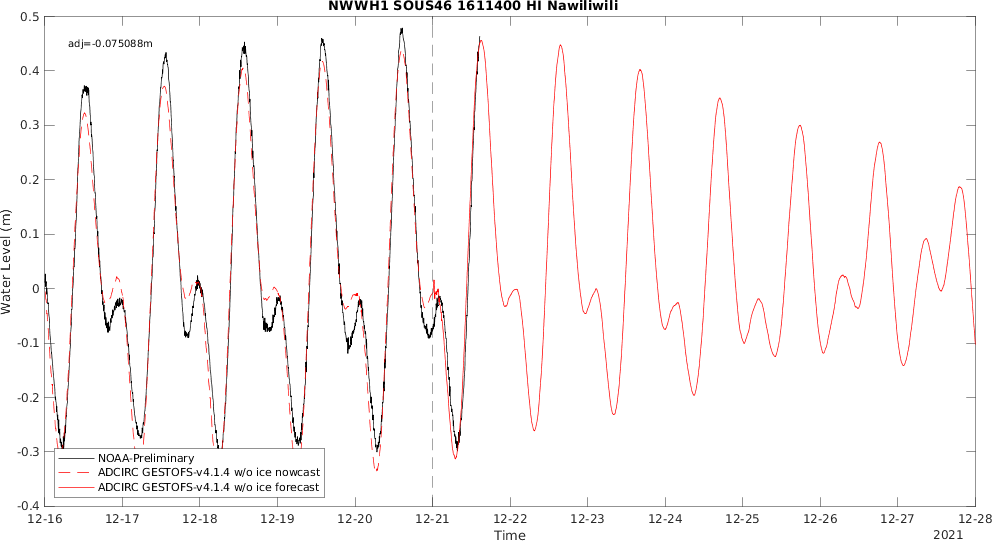 NWWH1 SOUS46 1611400 HI Nawiliwili
adj=-0.075088m
0.5
0.4
0.3
0.2
0.1
0
-0.1
-0.2
-0.3
-0.4
Water Level (m)
NOAA-Preliminary
ADCIRC GESTOFS-v4.1.4 w/o ice nowcast
ADCIRC GESTOFS-v4.1.4 w/o ice forecast
12-16 12-17 12-18 12-19 12-20 12-21 12-22 12-23 12-24 12-25 12-26 12-27 12-28
Time
2021